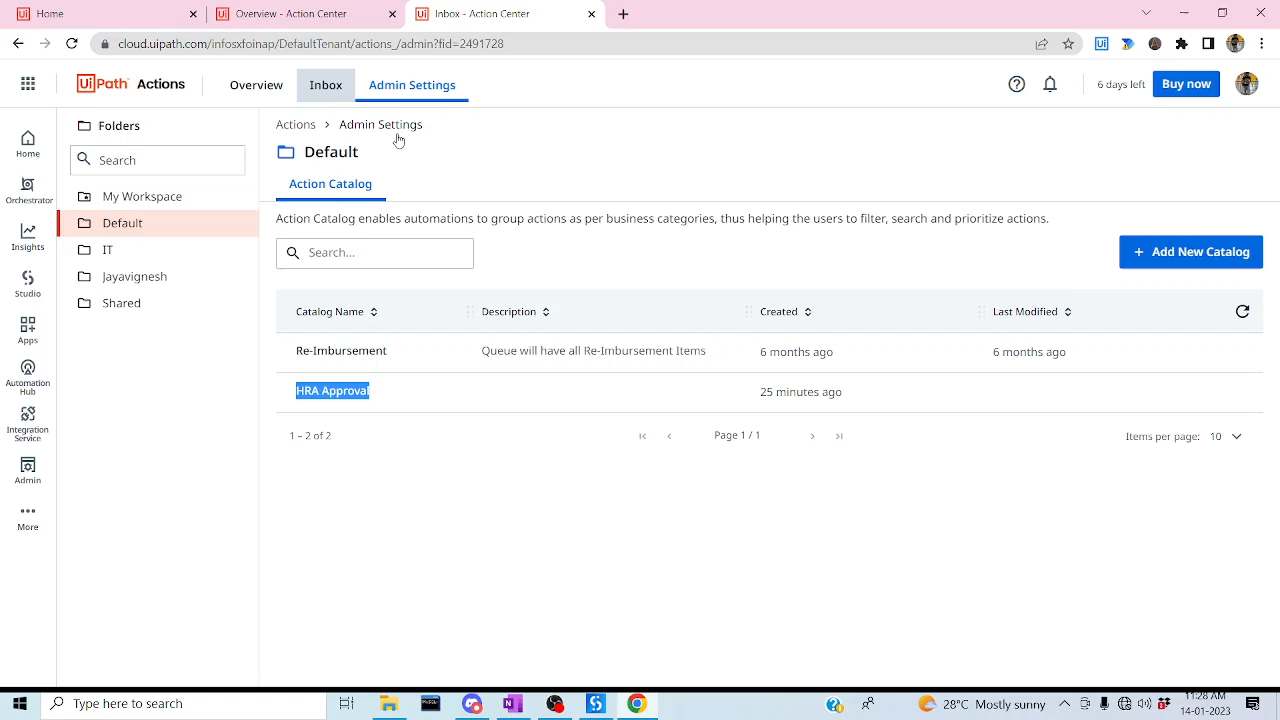 Home
Overview - Action Center
Inbox - Action Center
cloud.uipath.com/infosxfoinap/DefaultTenant/actions_/admin?fid=2491728
UiPath Actions
Overview
Inbox
Admin Settings
6 days left
Buy now
Home
Orchestrator
Insights
Studio
Apps
Automation
Hub
Integration
Service
Admin
More
Folders
Search
My Workspace
Default
IT
Jayavignesh
Shared
Actions > Admin Settings
Default
Action Catalog
Action Catalog enables automations to group actions as per business categories, thus helping the users to filter, search and prioritize actions.
Search...
+ Add New Catalog
Catalog Name Description Created Last Modified
Re-Imbursement Queue will have all Re-Imbursement Items 6 months ago 6 months ago
HRA Approval 25 minutes ago
1 – 2 of 2 Page 1 / 1 Items per page: 10
Type here to search
28°C Mostly sunny
11:28 AM
14-01-2023